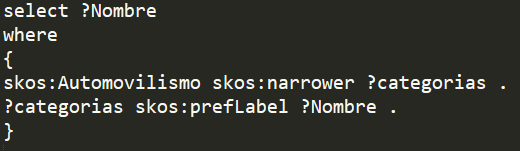 select ?Nombre
where
{
skos:Automovilismo skos:narrower ?categorias .
?categorias skos:prefLabel ?Nombre .
}